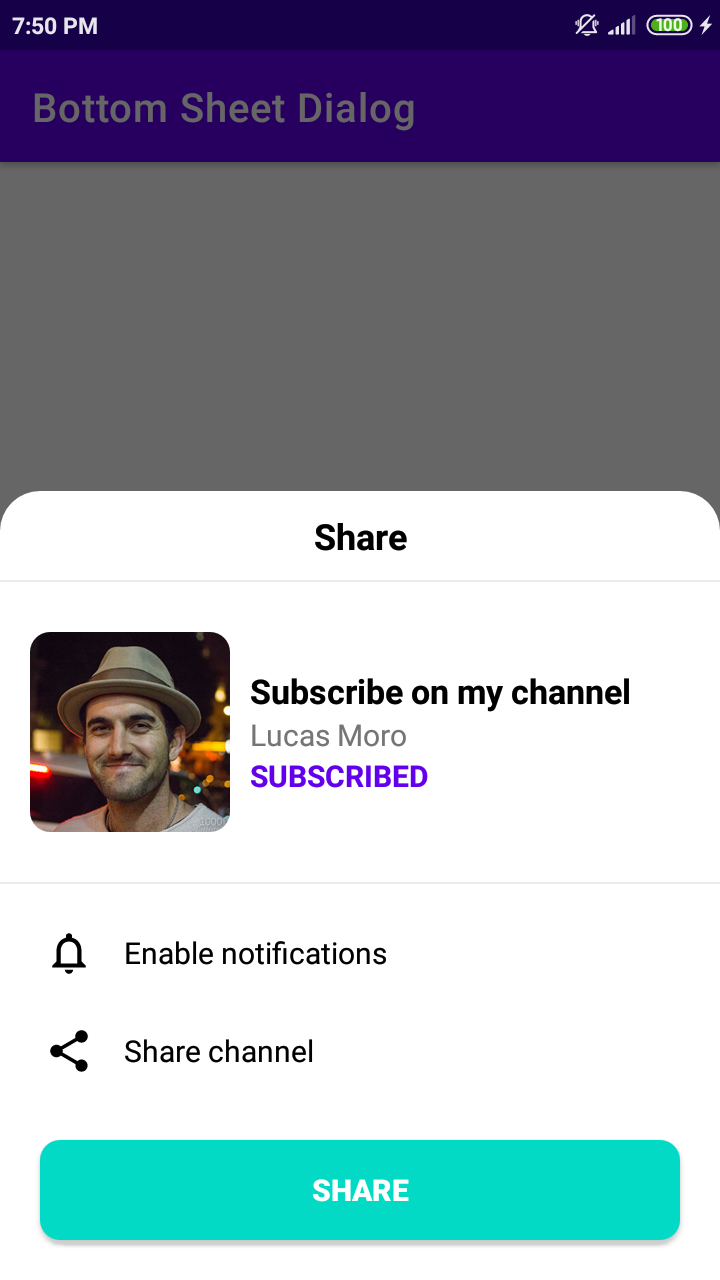 7:50 PM
100
Bottom Sheet Dialog
Share
Subscribe on my channel
Lucas Moro
SUBSCRIBED
Enable notifications
Share channel
SHARE